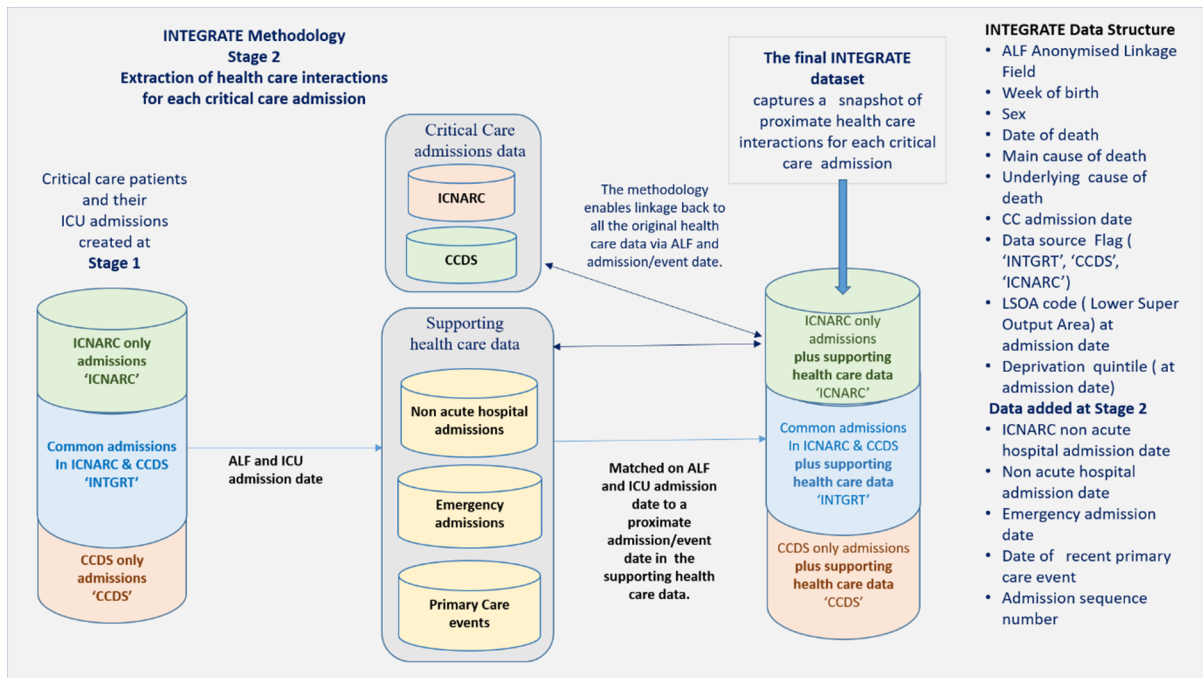 INTEGRATE Methodology
Stage 2
Extraction of health care interactions
for each critical care admission
Critical care patients
and their
ICU admissions
created at
Stage 1
ICNARC only
admissions
‘ICNARC’
Common admissions
In ICNARC & CCDS
‘INTGRT’
CCDS only
admissions
‘CCDS’
ALF and ICU
admission date
Critical Care
admissions data
ICNARC
CCDS
Supporting
health care data
Non acute hospital
admissions
Emergency
admissions
Primary Care
events
The methodology
enables linkage back to
all the original health
care data via ALF and
admission/event date.
Matched on ALF
and ICU admission
date to a
proximate
admission/event
date in the
supporting health
care data.
The final INTEGRATE
dataset
captures a snapshot of
proximate health care
interactions for each critical
care admission
ICNARC only
admissions
plus supporting
health care data
‘ICNARC’
Common admissions
In ICNARC & CCDS
plus supporting
health care data
‘INTGRT’
CCDS only admissions
plus supporting
health care data
‘CCDS’
INTEGRATE Data Structure
• ALF Anonymised Linkage
Field
• Week of birth
• Sex
• Date of death
• Main cause of death
• Underlying cause of
death
• CC admission date
• Data source Flag (
‘INTGRT’, ‘CCDS’,
‘ICNARC’)
• LSOA code ( Lower Super
Output Area) at
admission date
• Deprivation quintile ( at
admission date)
Data added at Stage 2
• ICNARC non acute
hospital admission date
• Non acute hospital
admission date
• Emergency admission
date
• Date of recent primary
care event
• Admission sequence
number